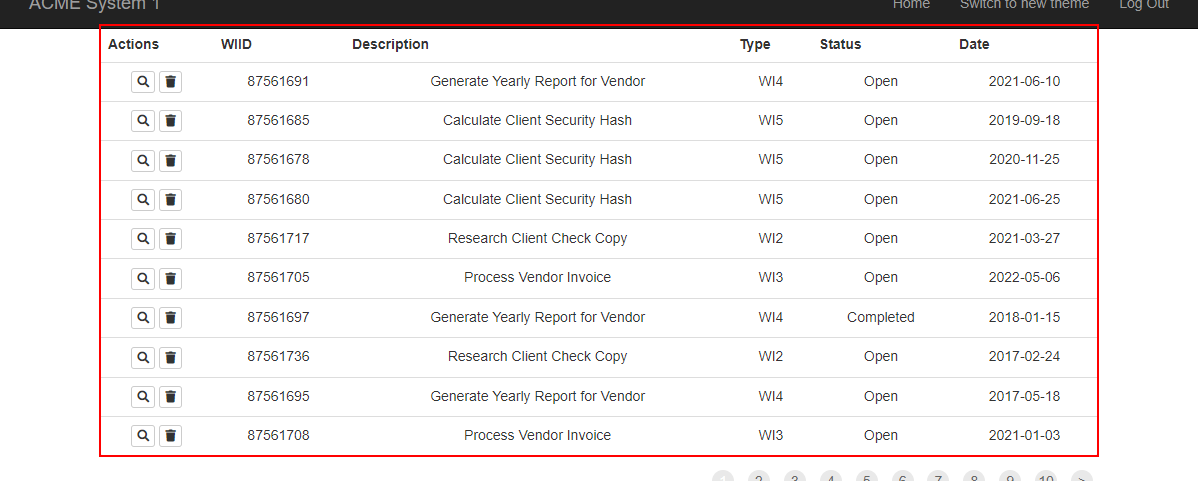 ACME System 1 Home Switch to new theme Log Out
Actions WIID Description Type Status Date
87561691 Generate Yearly Report for Vendor WI4 Open 2021-06-10
87561685 Calculate Client Security Hash WI5 Open 2019-09-18
87561678 Calculate Client Security Hash WI5 Open 2020-11-25
87561680 Calculate Client Security Hash WI5 Open 2021-06-25
87561717 Research Client Check Copy WI2 Open 2021-03-27
87561705 Process Vendor Invoice WI3 Open 2022-05-06
87561697 Generate Yearly Report for Vendor WI4 Completed 2018-01-15
87561736 Research Client Check Copy WI2 Open 2017-02-24
87561695 Generate Yearly Report for Vendor WI4 Open 2017-05-18
87561708 Process Vendor Invoice WI3 Open 2021-01-03
1 2 3 4 5 6 7 8 9 10 >